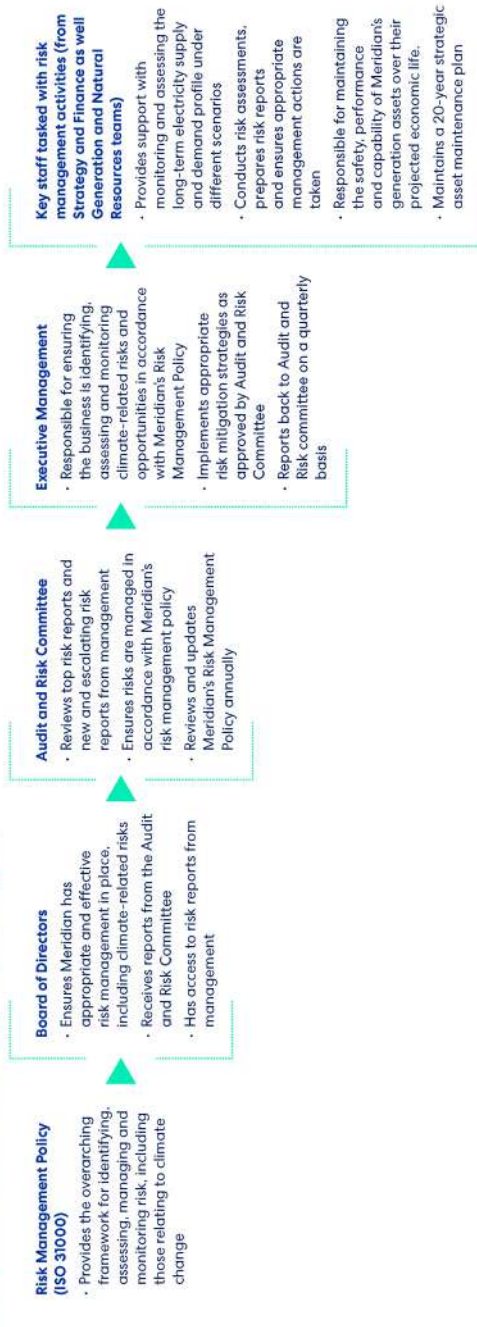 Risk Management Policy
(ISO 31000)
· Provides the overarching
framework for identifying,
assessing, managing and
monitoring risk, including
those relating to climate
change
Board of Directors
· Ensures Meridian has
appropriate and effective
risk management in place,
including climate-related risks
· Receives reports from the Audit
and Risk Committee
· Has access to risk reports from
management
Audit and Risk Committee
· Reviews top risk reports and
new and escalating risk
reports from management
· Ensures risks are managed in
accordance with Meridian's
risk management policy
· Reviews and updates
Meridian's Risk Management
Policy annually
Executive Management
· Responsible for ensuring
the business is identifying,
assessing and monitoring
climate-related risks and
opportunities in accordance
with Meridian's Risk
Management Policy
· Implements appropriate
risk mitigation strategies as
approved by Audit and Risk
Committee
· Reports back to Audit and
Risk committee on a quarterly
basis
Key staff tasked with risk
management activities (from
Strategy and Finance as well
Generation and Natural
Resources teams)
· Provides support with
monitoring and assessing the
long-term electricity supply
and demand profile under
different scenarios
· Conducts risk assessments,
prepares risk reports
and ensures appropriate
management actions are
taken
· Responsible for maintaining
the safety, performance
and capability of Meridian's
generation assets over their
projected economic life.
· Maintains a 20-year strategic
asset maintenance plan